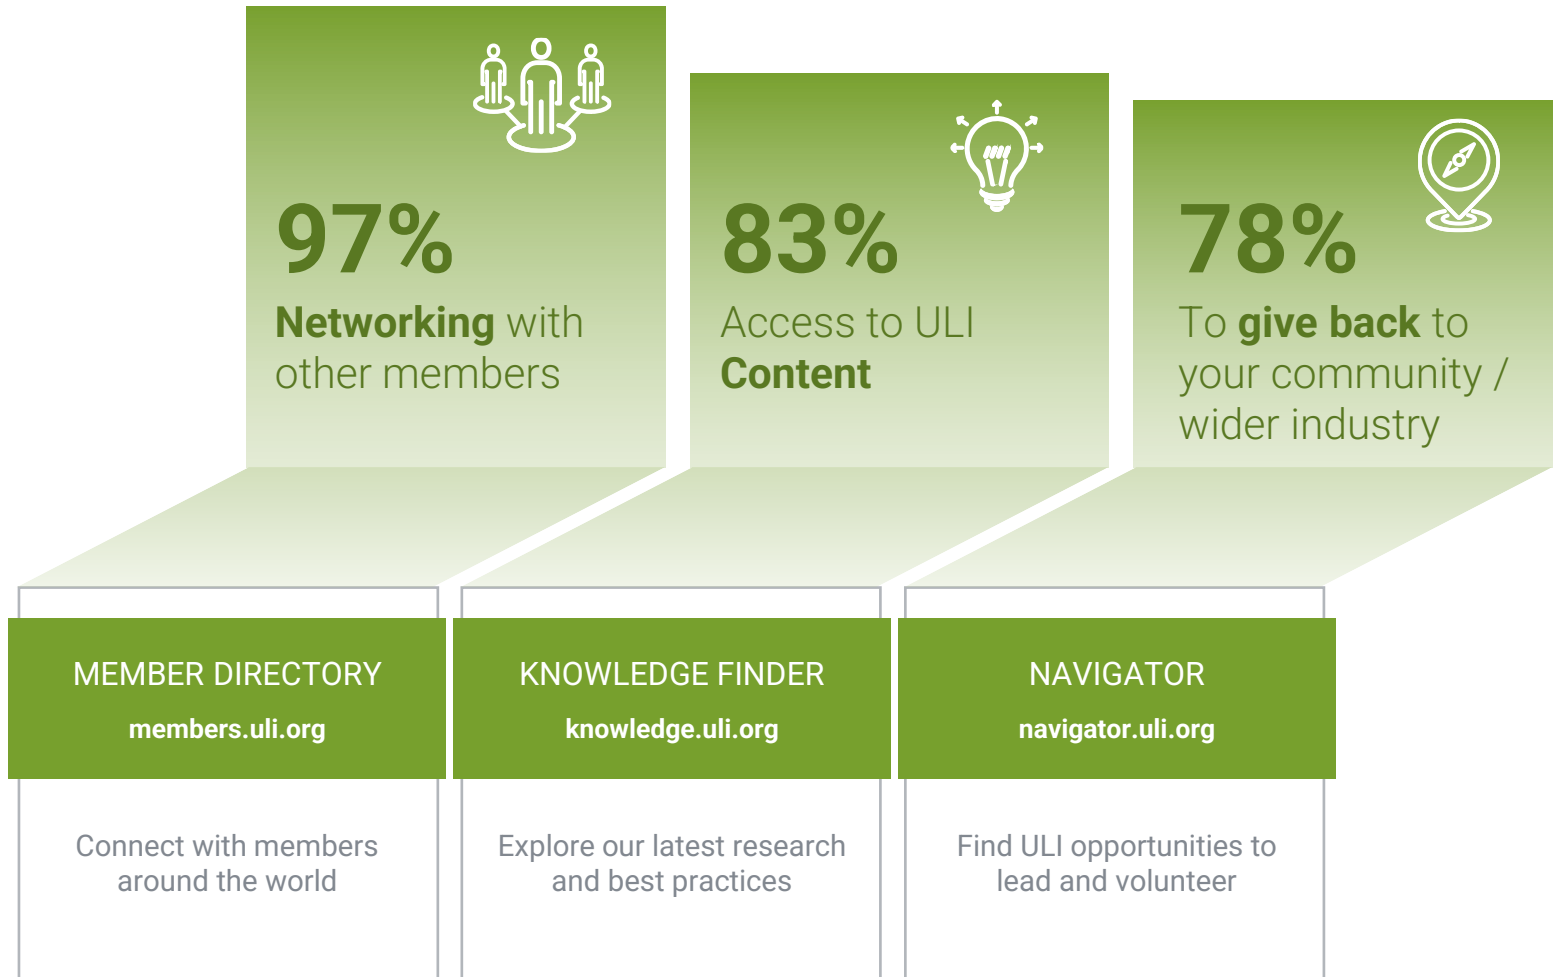 97%
Networking with
other members
83%
Access to ULI
Content
78%
To give back to
your community /
wider industry
MEMBER DIRECTORY
members.uli.org
Connect with members
around the world
KNOWLEDGE FINDER
knowledge.uli.org
Explore our latest research
and best practices
NAVIGATOR
navigator.uli.org
Find ULI opportunities to
lead and volunteer